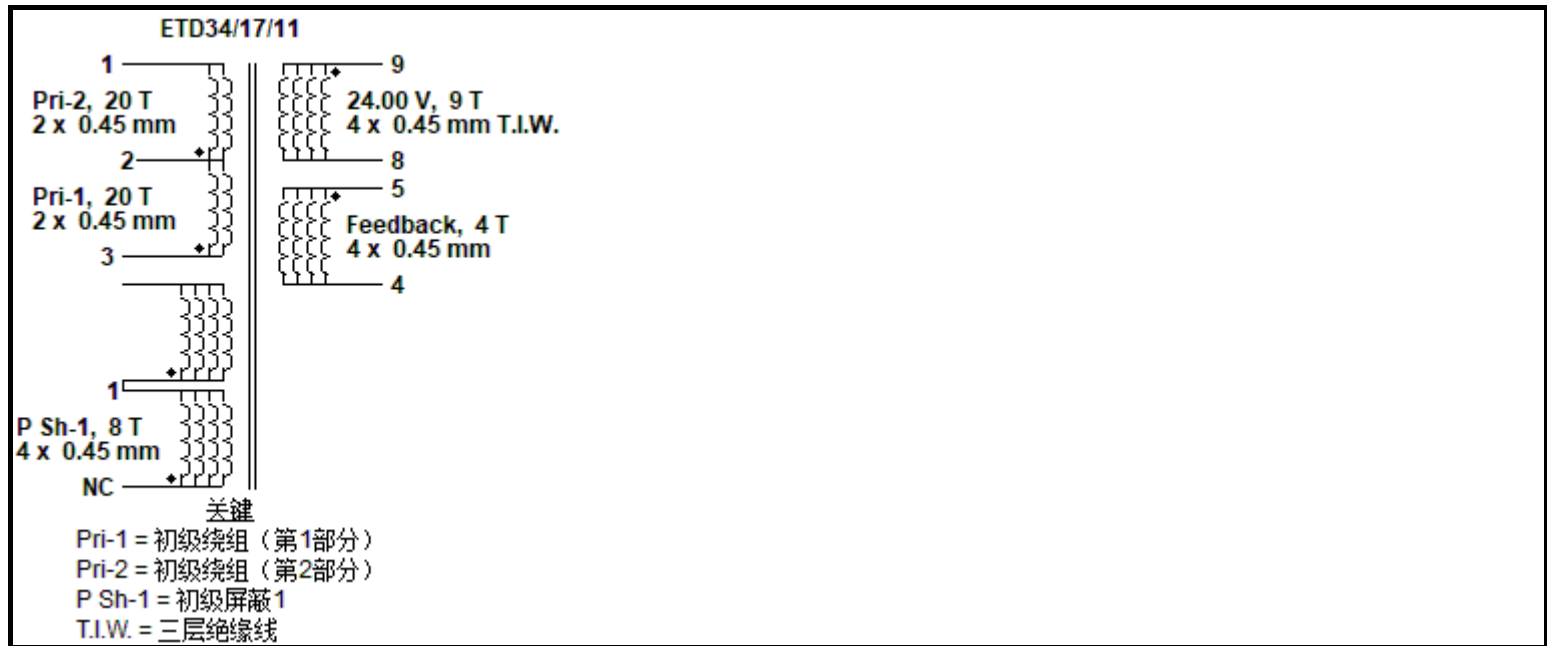 ETD34/17/11
1
Pri-2, 20 T
2 x 0.45 mm
2
Pri-1, 20 T
2 x 0.45 mm
3
1
P Sh-1, 8 T
4 x 0.45 mm
NC
9
24.00 V, 9 T
4 x 0.45 mm T.I.W.
8
5
Feedback, 4 T
4 x 0.45 mm
4
关键
Pri-1 = 初级绕组（第1部分）
Pri-2 = 初级绕组（第2部分）
P Sh-1 = 初级屏蔽1
T.I.W. = 三层绝缘线